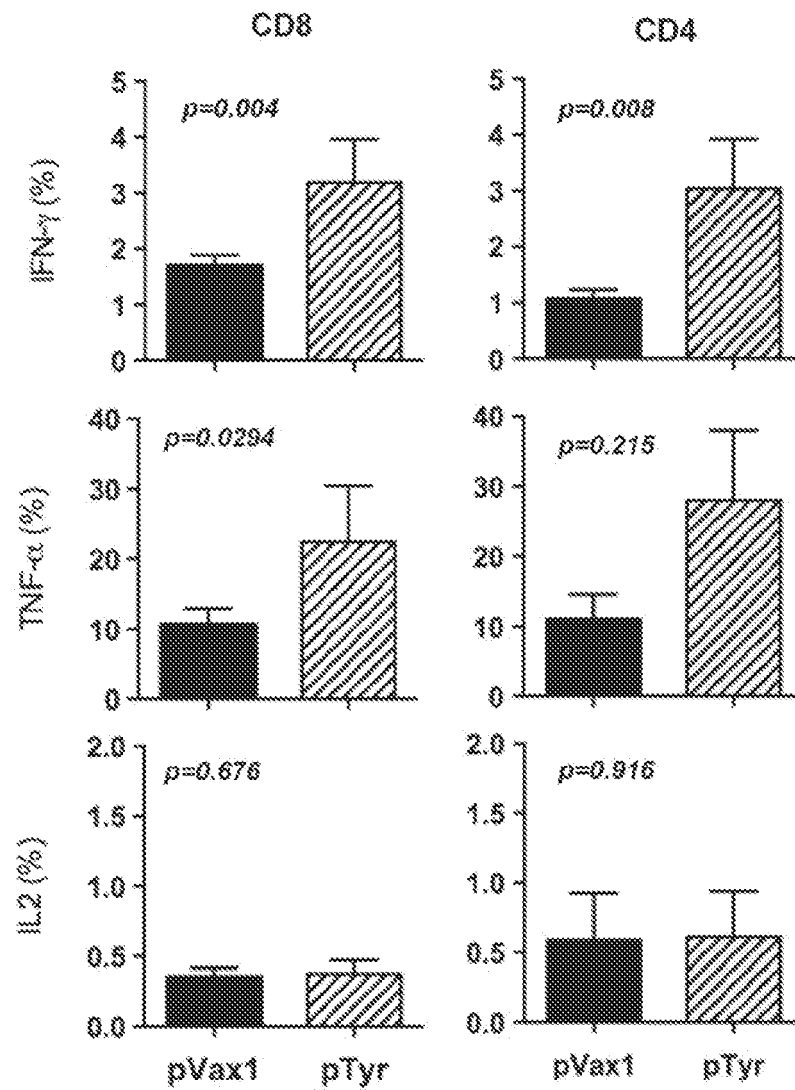 CD8 CD4
IFN-γ (%)
5
4
3
2
1
0
p=0.004
5
4
3
2
1
0
p=0.008
TNF-α (%)
40
30
20
10
0
p=0.0294
40
30
20
10
0
p=0.215
IL2 (%)
2.0
1.5
1.0
0.5
0.0
p=0.676
2.0
1.5
1.0
0.5
0.0
p=0.916
pVax1 pTyr pVax1 pTyr